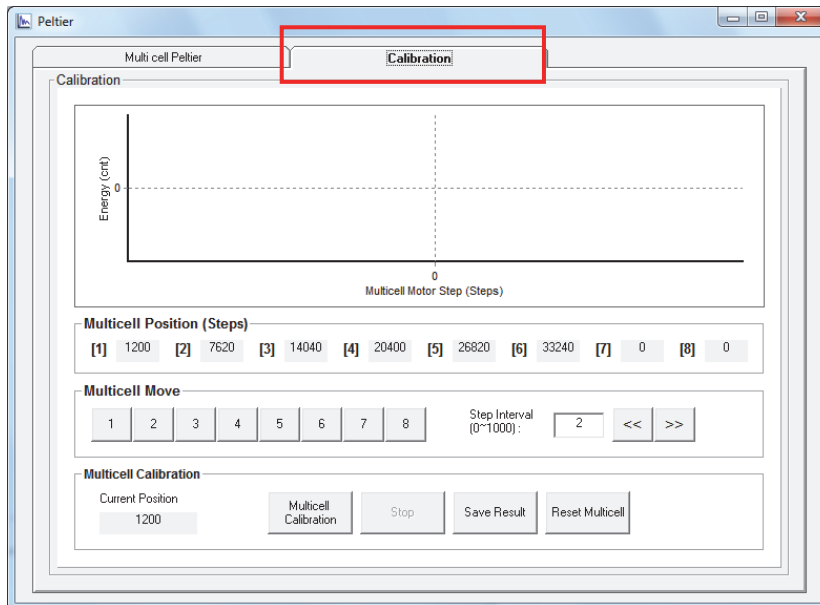 Peltier
Multi cell Peltier
Calibration
Calibration
Energy (cnt)
0
0
Multicell Motor Step (Steps)
Multicell Position (Steps)
[1] 1200 [2] 7620 [3] 14040 [4] 20400 [5] 26820 [6] 33240 [7] 0 [8] 0
Multicell Move
1 2 3 4 5 6 7 8
Step Interval
(0~1000) :
2 << >>
Multicell Calibration
Current Position
1200
Multicell
Calibration
Stop
Save Result
Reset Multicell